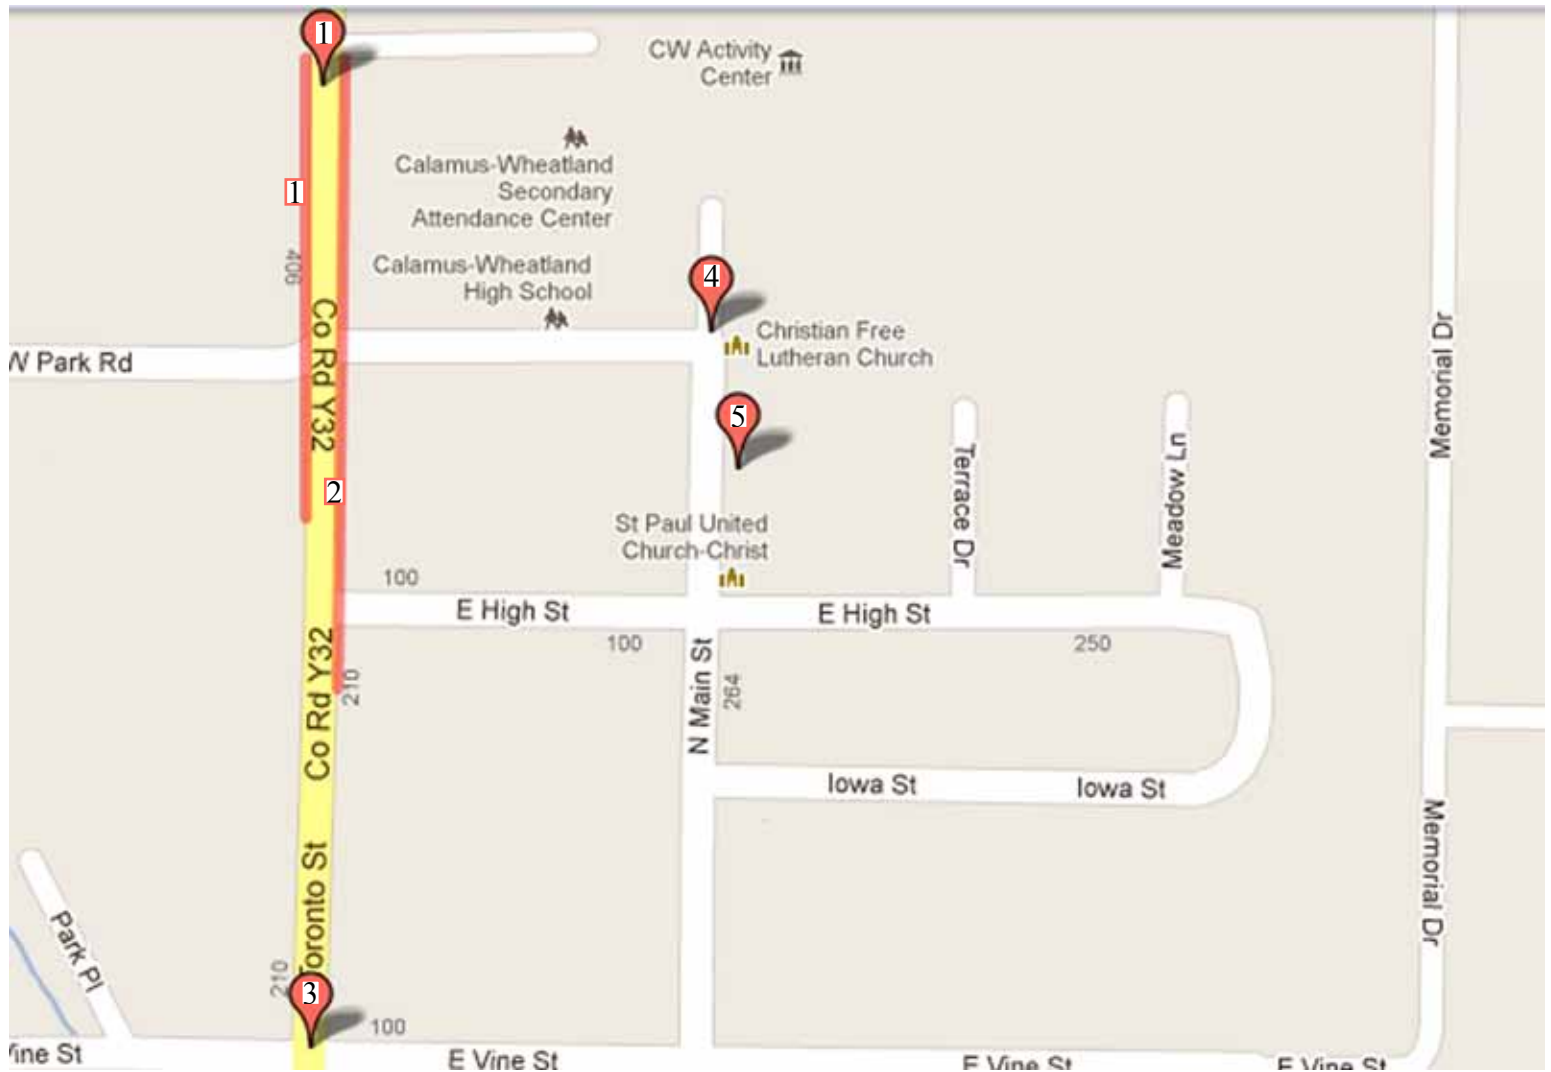 1
CW Activity
Center
Calamus-Wheatland
Secondary
Attendance Center
1
406
Calamus-Wheatland
High School
4
Christian Free
Lutheran Church
W Park Rd
Co Rd Y32
Memorial Dr
5
2
Terrace Dr
Meadow Ln
St Paul United
Church-Christ
100
E High St
E High St
100
250
Co Rd Y32
210
N Main St
264
Iowa St
Iowa St
Toronto St
Memorial Dr
Park Pl
210
3
100
Vine St
E Vine St
E Vine St
E Vine St